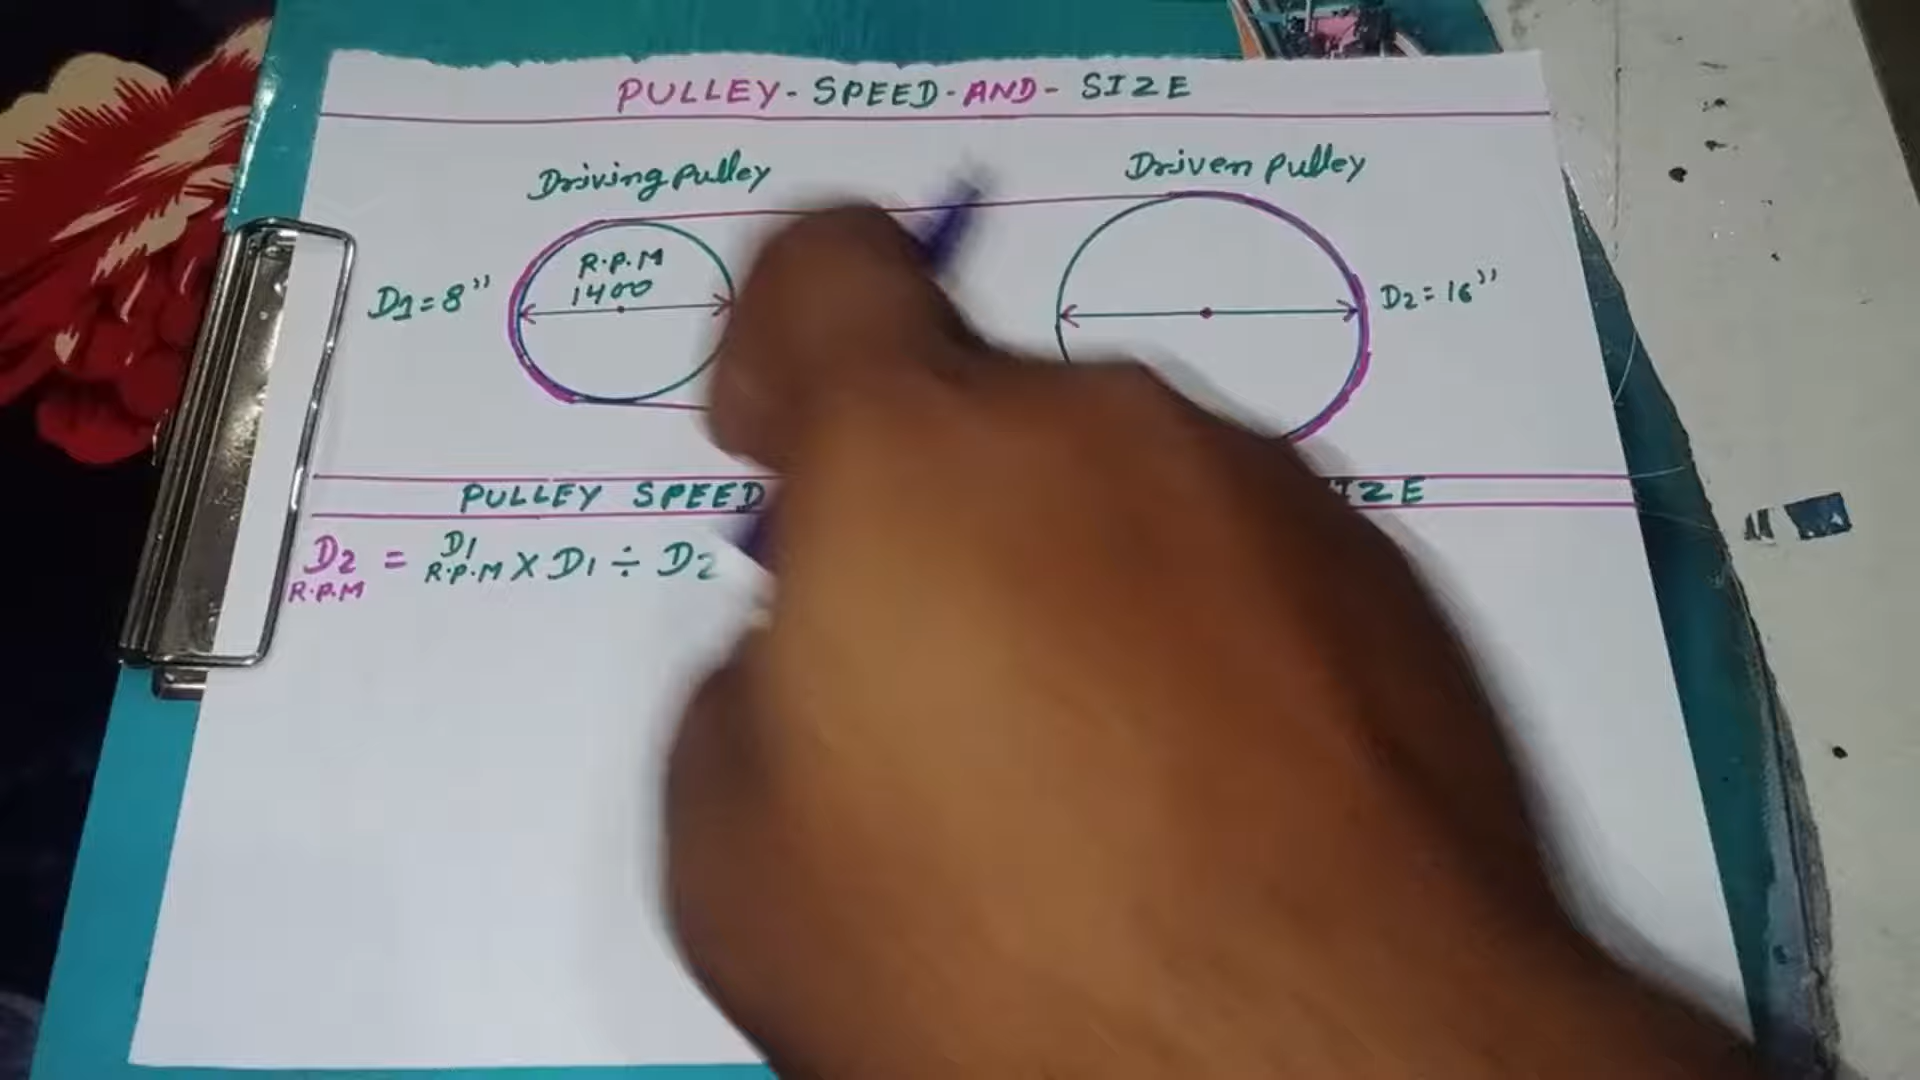 PULLEY-SPEED-AND-SIZE
Driving pulley
Driven pulley
R.P.M
1400
D1=8"
D2=16"
PULLEY SPEED
D2 = D1 × D1 ÷ D2
R.P.M R.P.M